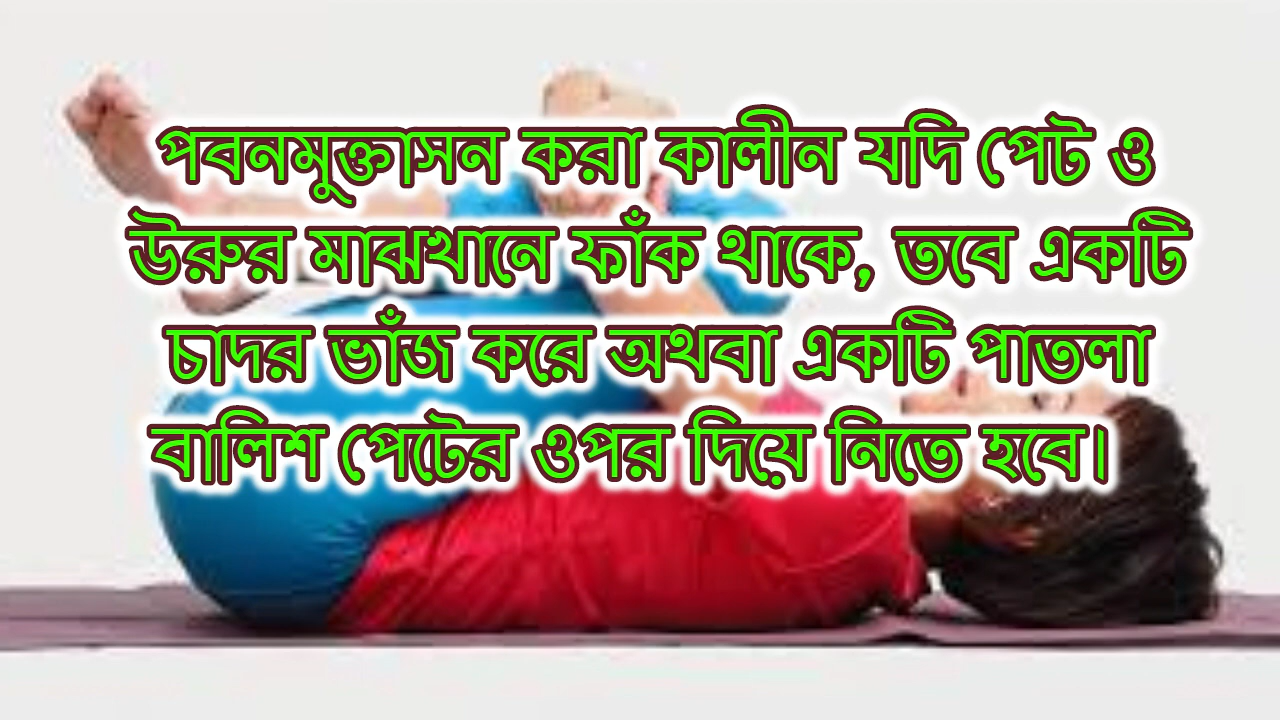 পবনমুক্তাসন করা কালীন যদি পেট ও
উরুর মাঝখানে ফাঁক থাকে, তবে একটি
চাদর ভাঁজ করে অথবা একটি পাতলা
বালিশ পেটের ওপর দিয়ে নিতে হবে।